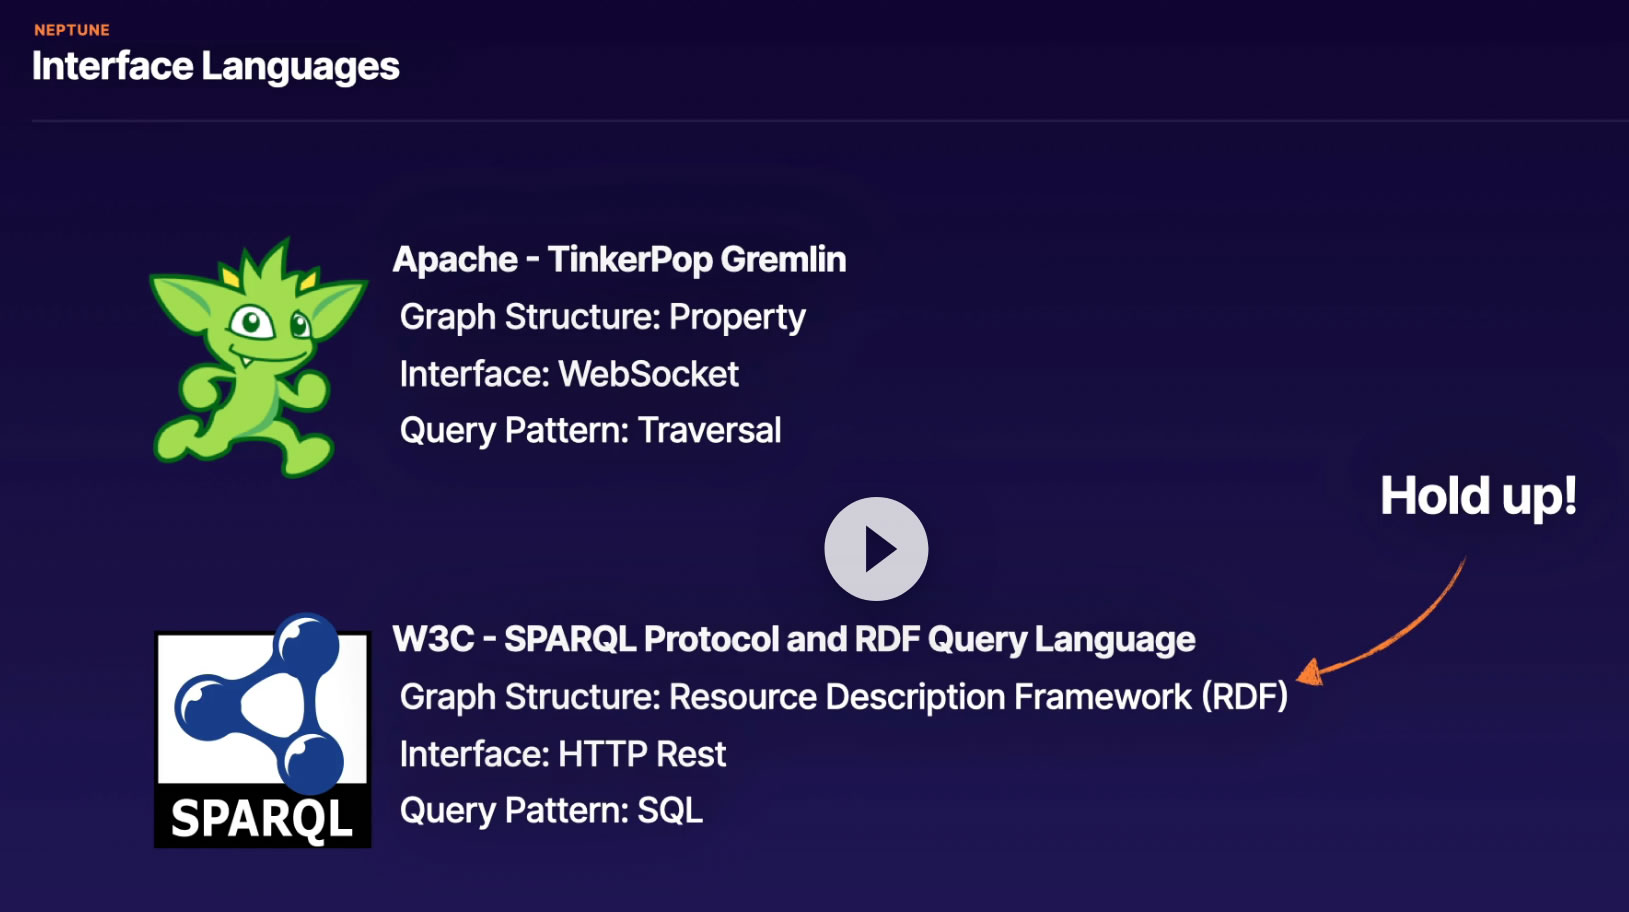 NEPTUNE
Interface Languages
Apache - TinkerPop Gremlin
Graph Structure: Property
Interface: WebSocket
Query Pattern: Traversal
Hold up!
W3C - SPARQL Protocol and RDF Query Language
Graph Structure: Resource Description Framework (RDF)
Interface: HTTP Rest
Query Pattern: SQL
SPARQL